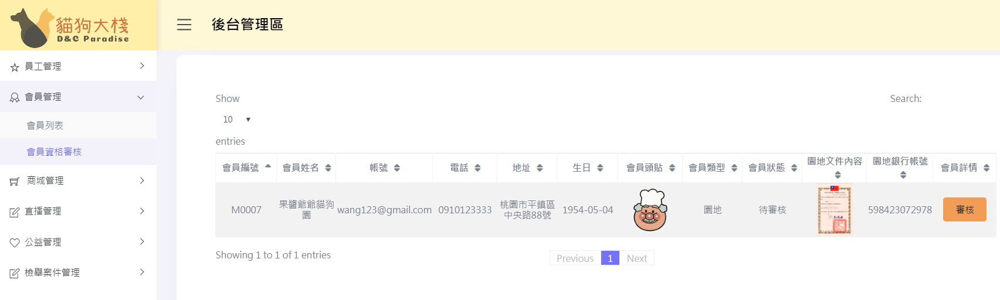 貓狗大棧
D&C Paradise
後台管理區
員工管理
會員管理
會員列表
會員資格審核
商城管理
直播管理
公益管理
檢舉案件管理
Show
10
entries
Search:
會員編號 會員姓名 帳號 電話 地址 生日 會員頭貼 會員類型 會員狀態 園地文件內容 園地銀行帳號 會員詳情
M0007 果醬爺爺貓狗園 wang123@gmail.com 0910123333 桃園市平鎮區中央路88號 1954-05-04 園地 待審核 598423072978 審核
Showing 1 to 1 of 1 entries
Previous 1 Next